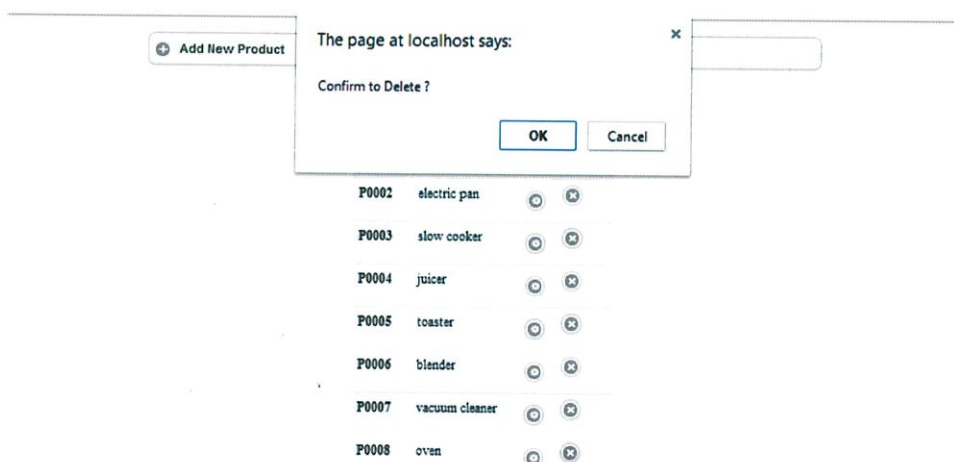 Add New Product
The page at localhost says:
Confirm to Delete ?
OK Cancel
P0002 electric pan
P0003 slow cooker
P0004 juicer
P0005 toaster
P0006 blender
P0007 vacuum cleaner
P0008 oven